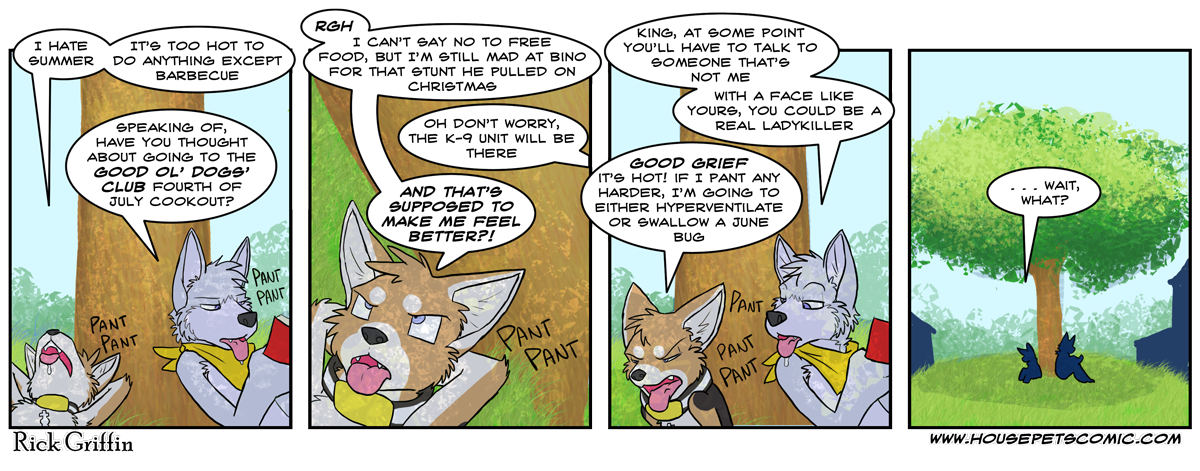 I HATE
SUMMER
IT'S TOO HOT TO
DO ANYTHING EXCEPT
BARBECUE
SPEAKING OF,
HAVE YOU THOUGHT
ABOUT GOING TO THE
GOOD OL' DOGS'
CLUB FOURTH OF
JULY COOKOUT?
PANT
PANT
PANT
PANT
RGH
I CAN'T SAY NO TO FREE
FOOD, BUT I'M STILL MAD AT BINO
FOR THAT STUNT HE PULLED ON
CHRISTMAS
OH DON'T WORRY,
THE K-9 UNIT WILL BE
THERE
AND THAT'S
SUPPOSED TO
MAKE ME FEEL
BETTER?!
PANT
PANT
KING, AT SOME POINT
YOU'LL HAVE TO TALK TO
SOMEONE THAT'S
NOT ME
WITH A FACE LIKE
YOURS, YOU COULD BE A
REAL LADYKILLER
GOOD GRIEF
IT'S HOT! IF I PANT ANY
HARDER, I'M GOING TO
EITHER HYPERVENTILATE
OR SWALLOW A JUNE
BUG
PANT
PANT
PANT
. . . WAIT,
WHAT?
Rick Griffin
WWW.HOUSEPETSCOMIC.COM